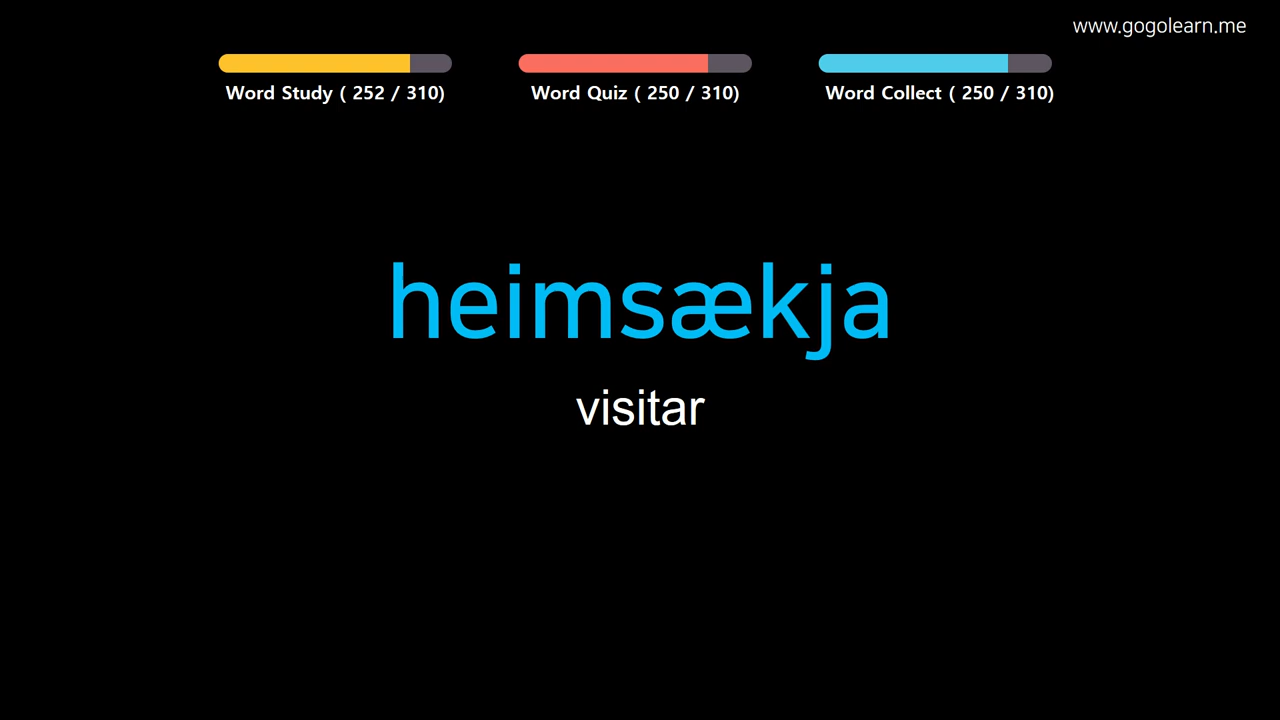 www.gogolearn.me
Word Study ( 252 / 310)
Word Quiz ( 250 / 310)
Word Collect ( 250 / 310)
heimsækja
visitar